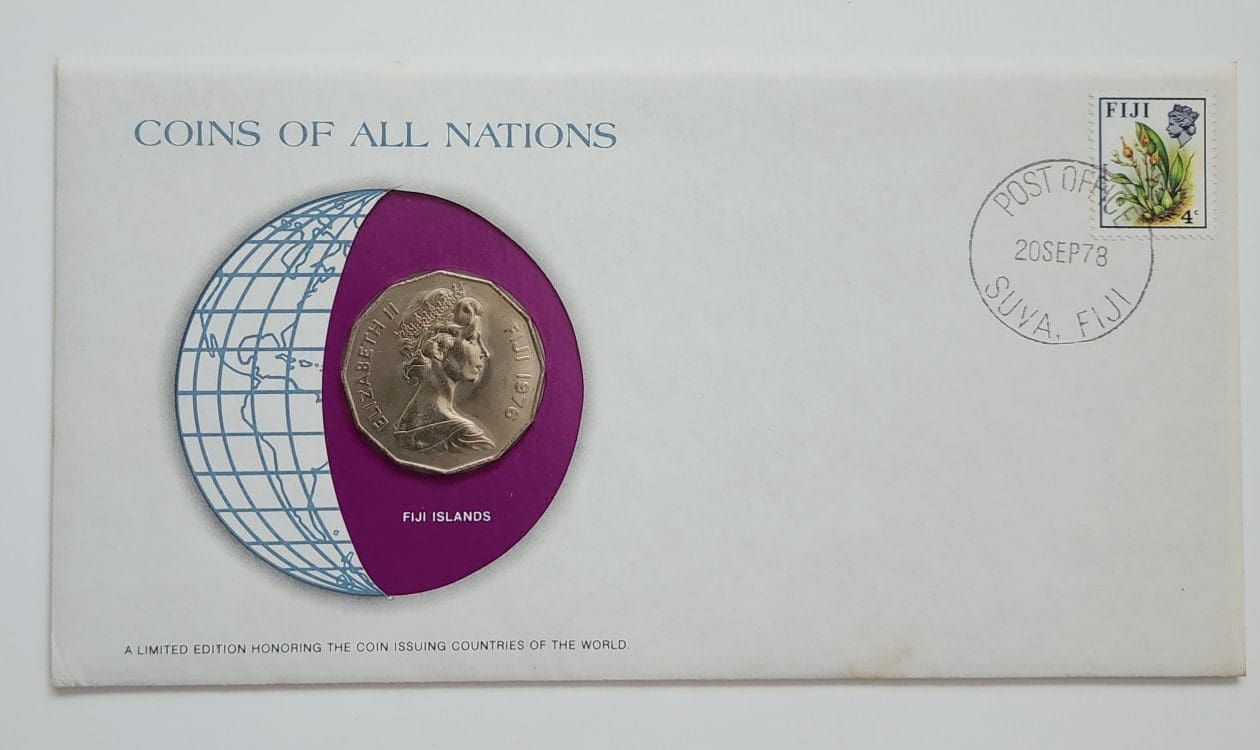 COINS OF ALL NATIONS
FIJI
4c
POST OFFICE
20SEP78
SUVA, FIJI
ELIZABETH II
FIJI 1976
FIJI ISLANDS
A LIMITED EDITION HONORING THE COIN ISSUING COUNTRIES OF THE WORLD.